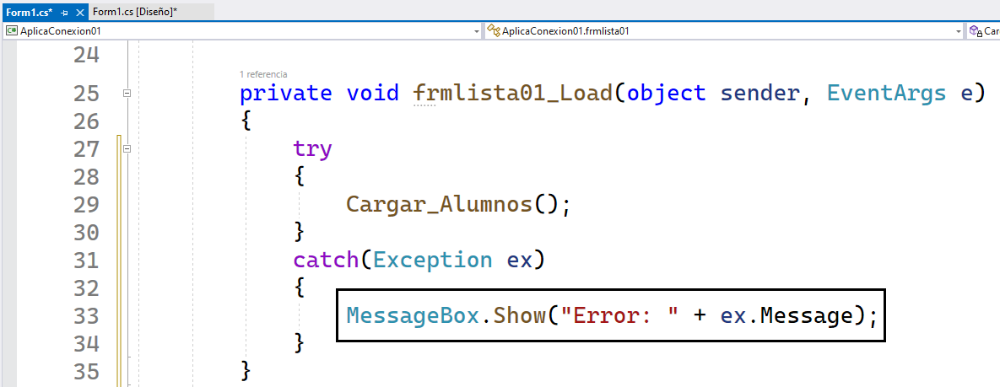 Form1.cs* Form1.cs [Diseño]*
C# AplicaConexion01 AplicaConexion01.frmlista01 Car
24
1 referencia
25 private void frmlista01_Load(object sender, EventArgs e)
26 {
27 try
28 {
29 Cargar_Alumnos();
30 }
31 catch(Exception ex)
32 {
33 MessageBox.Show("Error: " + ex.Message);
34 }
35 }